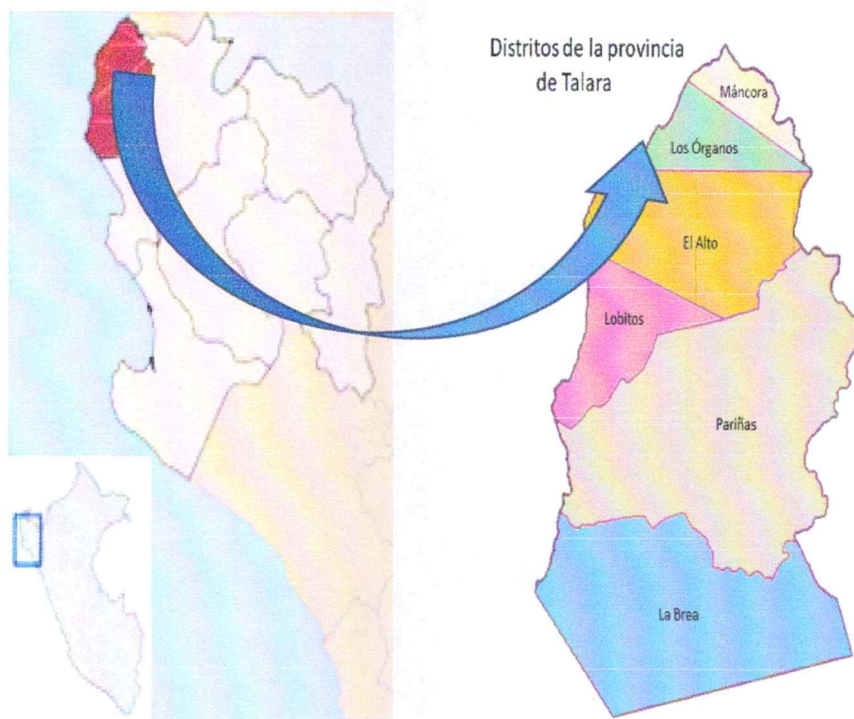 Distritos de la provincia
de Talara
Máncora
Los Órganos
El Alto
Lobitos
Pariñas
La Brea